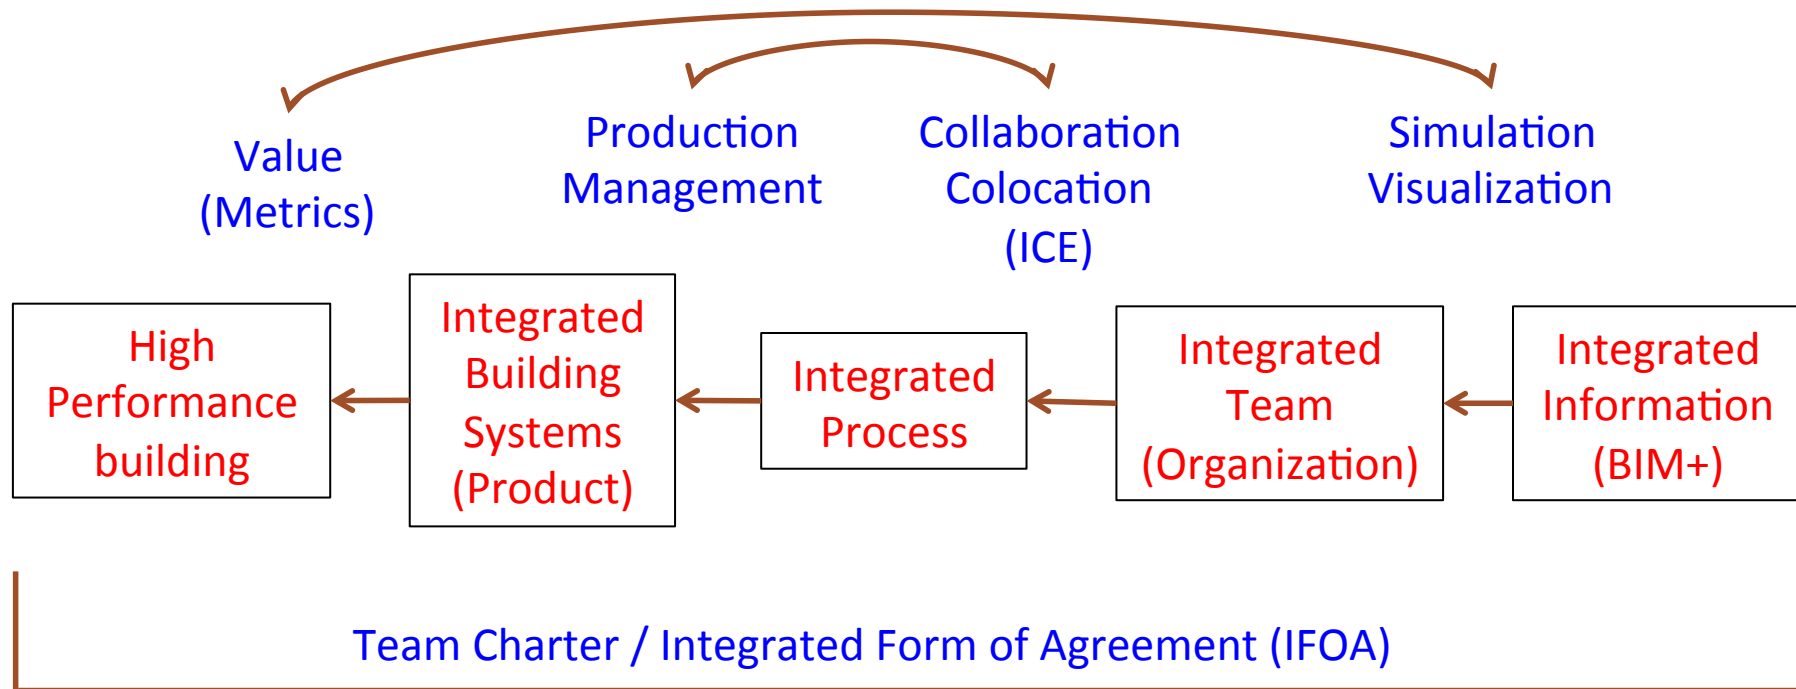 Value
(Metrics)
Production
Management
Collaboration
Colocation
(ICE)
Simulation
Visualization
High
Performance
building
Integrated
Building
Systems
(Product)
Integrated
Process
Integrated
Team
(Organization)
Integrated
Information
(BIM+)
Team Charter / Integrated Form of Agreement (IFOA)